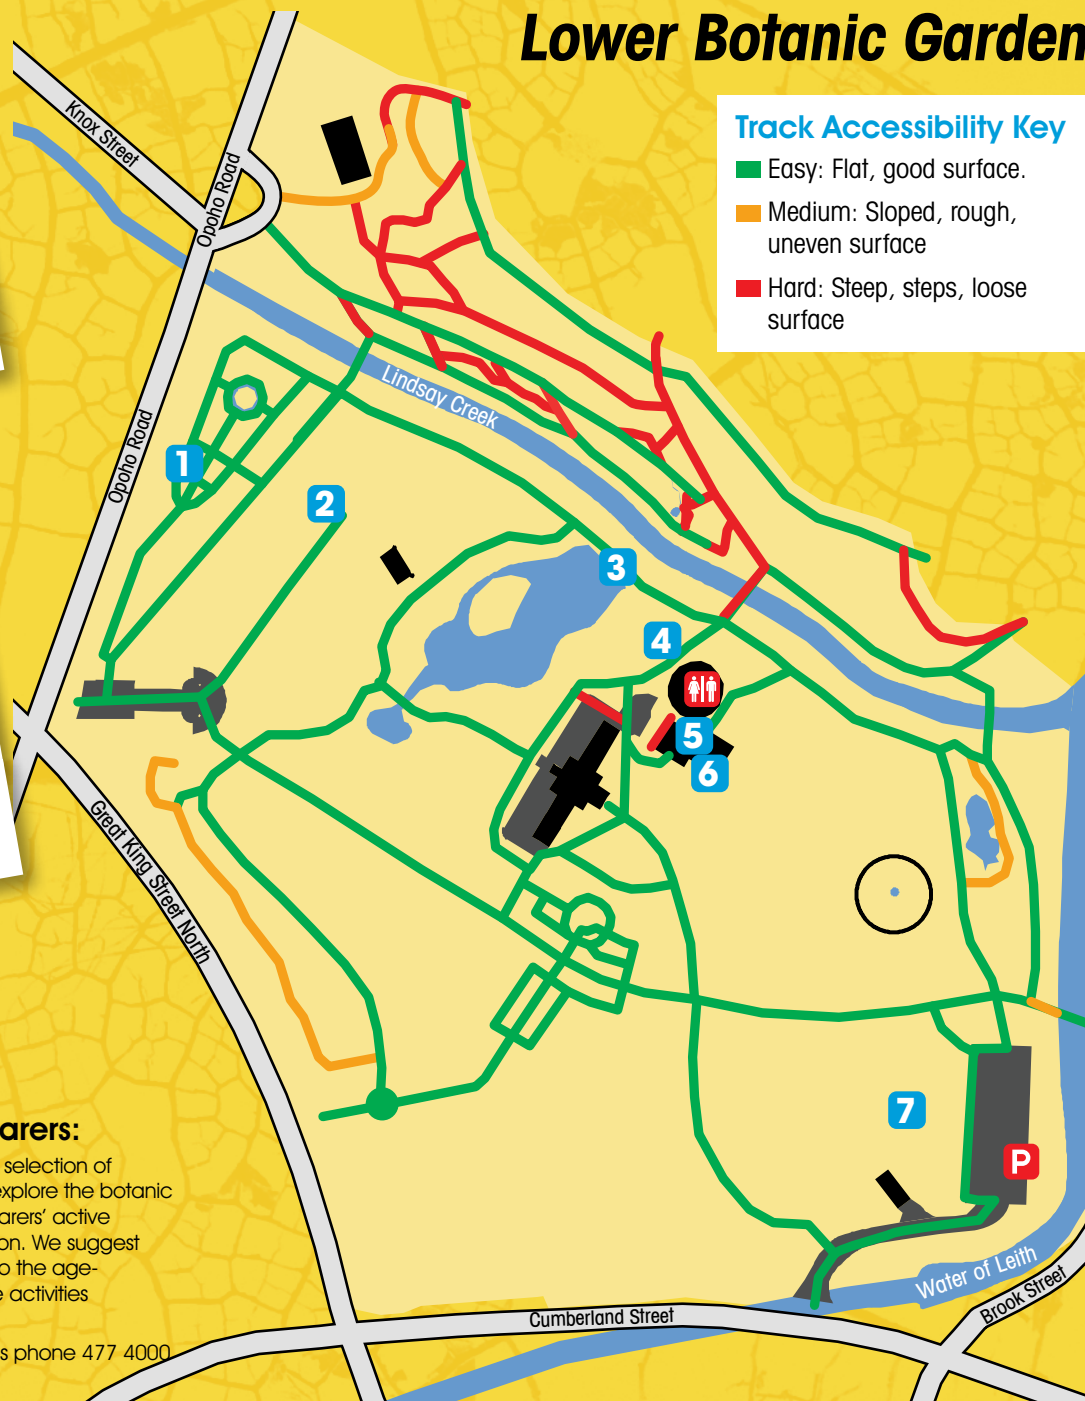 Lower Botanic Garden
Track Accessibility Key
Easy: Flat, good surface.
Medium: Sloped, rough,
uneven surface
Hard: Steep, steps, loose
surface
Knox Street
Opoho Road
Lindsay Creek
Opoho Road
1
2
3
4
5
6
Great King Street North
7
P
Water of Leith
Brook Street
Cumberland Street
arers:
selection of
explore the botanic
arers' active
on. We suggest
o the age-
e activities
s phone 477 4000